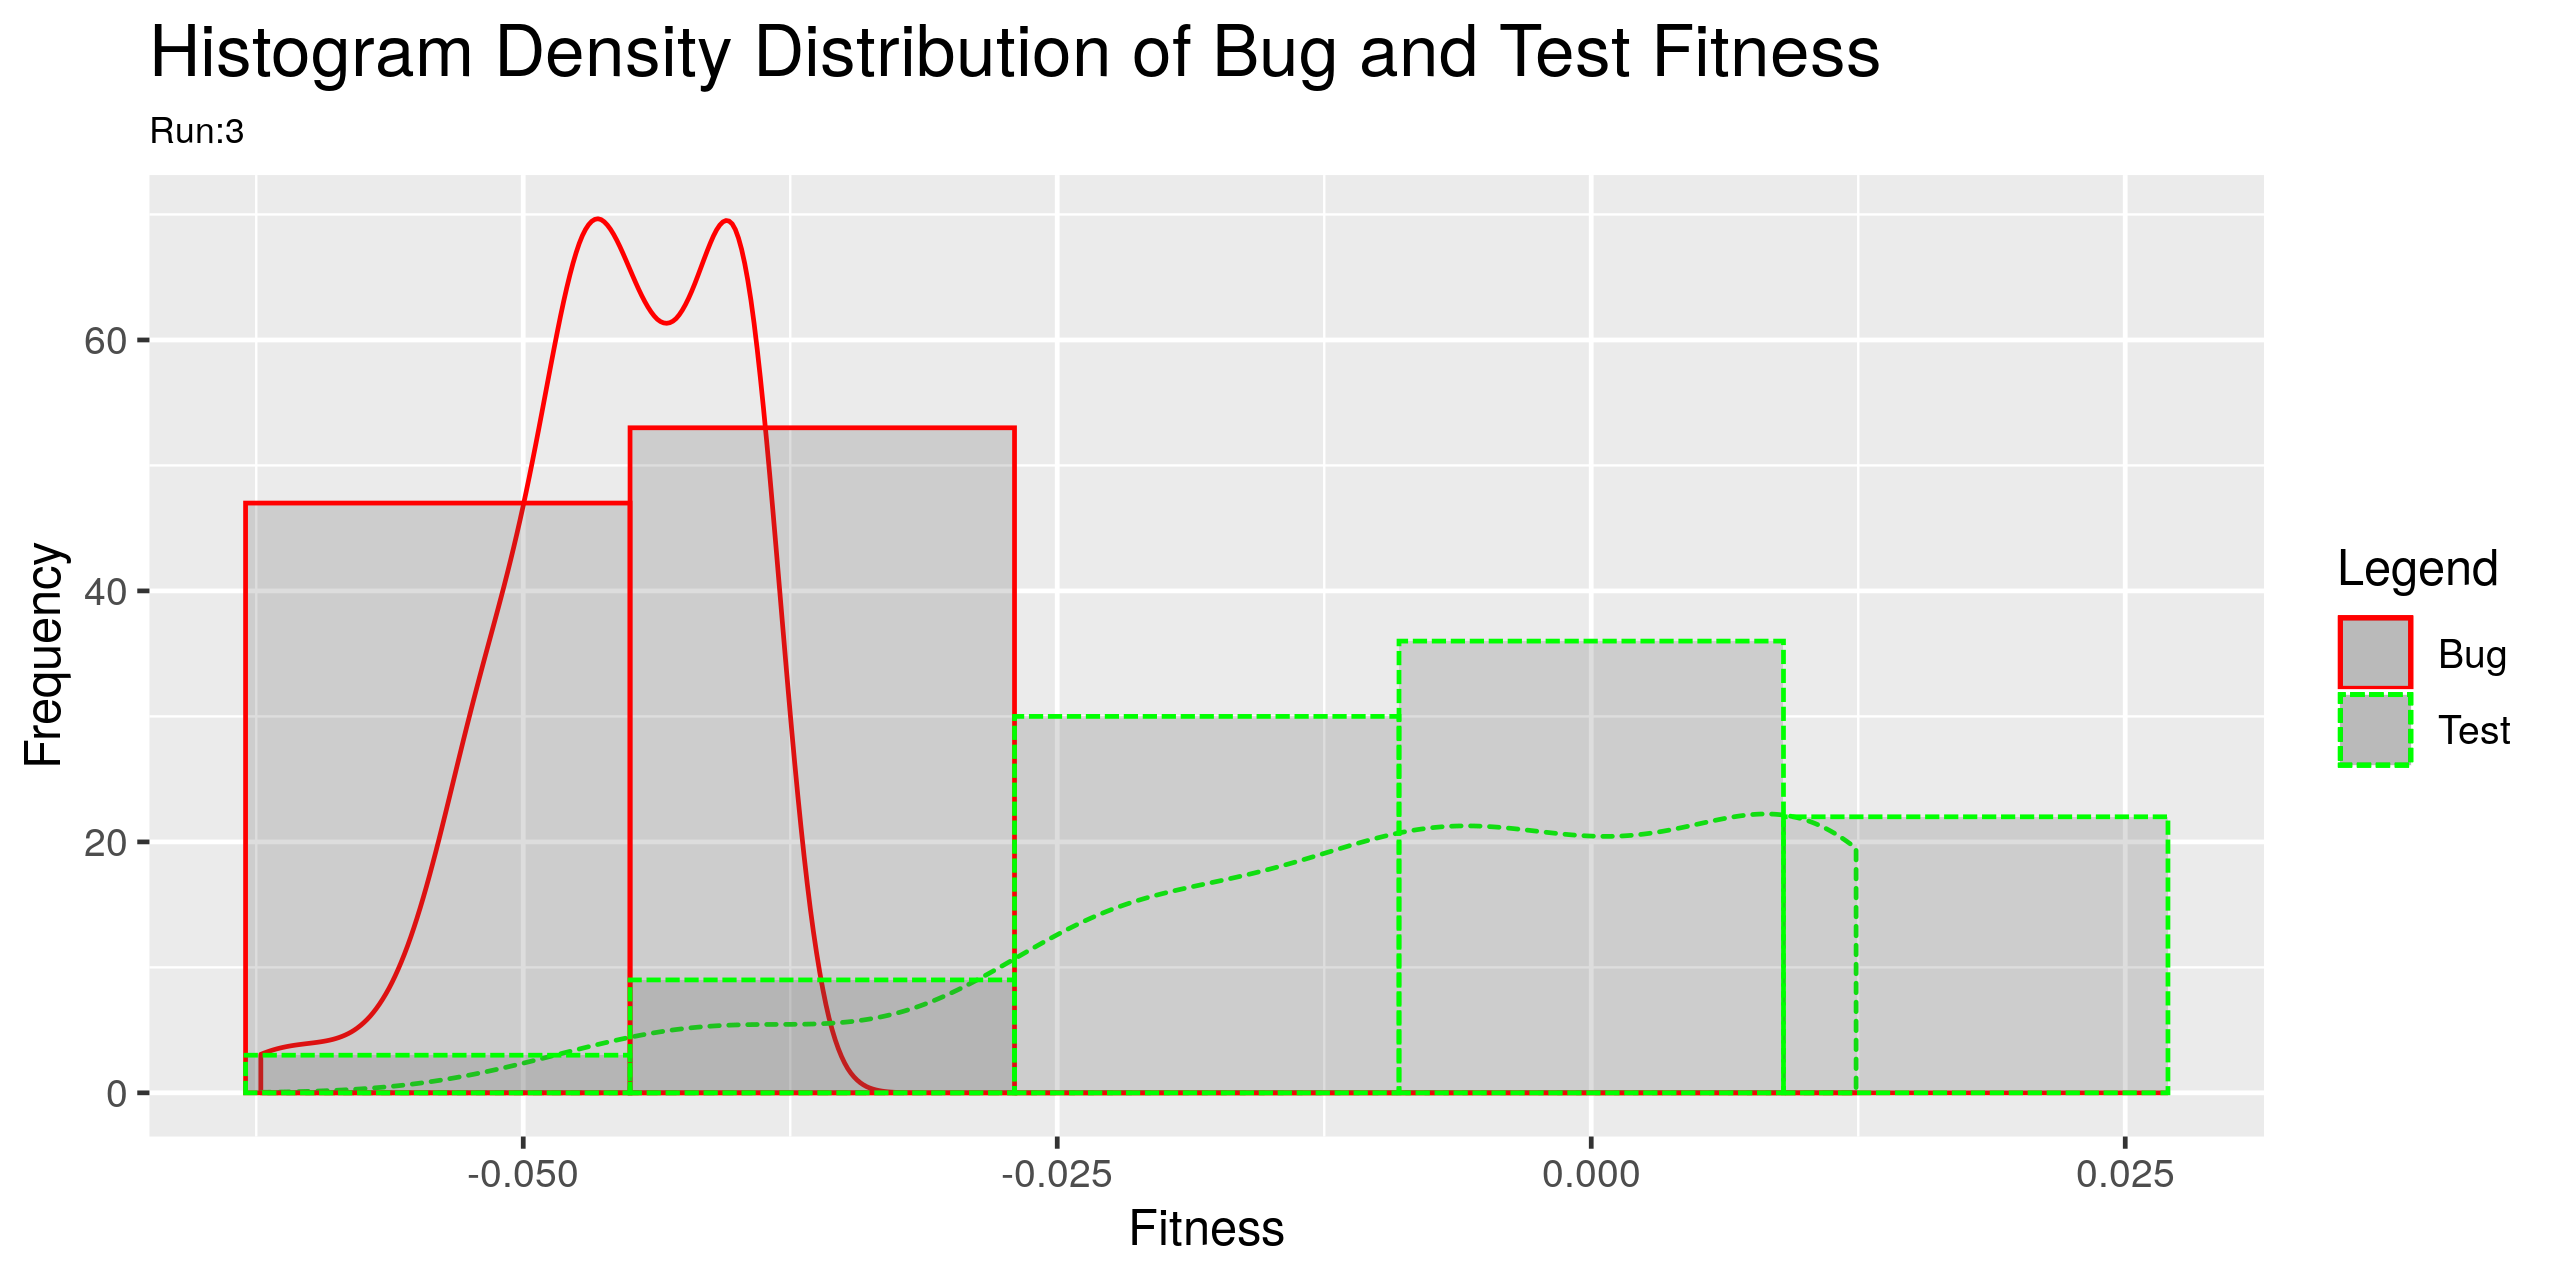 Histogram Density Distribution of Bug and Test Fitness
Run:3
Frequency
60
40
20
0
-0.050 -0.025 0.000 0.025
Fitness
Legend
Bug
Test